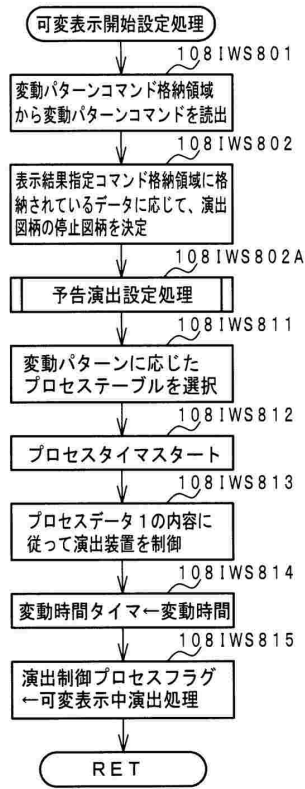 可変表示開始設定処理
108IWS801
変動パターンコマンド格納領域
から変動パターンコマンドを読出
108IWS802
表示結果指定コマンド格納領域に格
納されているデータに応じて、演出
図柄の停止図柄を決定
108IWS802A
予告演出設定処理
108IWS811
変動パターンに応じた
プロセステーブルを選択
108IWS812
プロセスタイマスタート
108IWS813
プロセスデータ1の内容に
従って演出装置を制御
108IWS814
変動時間タイマ←変動時間
108IWS815
演出制御プロセスフラグ
←可変表示中演出処理
RET